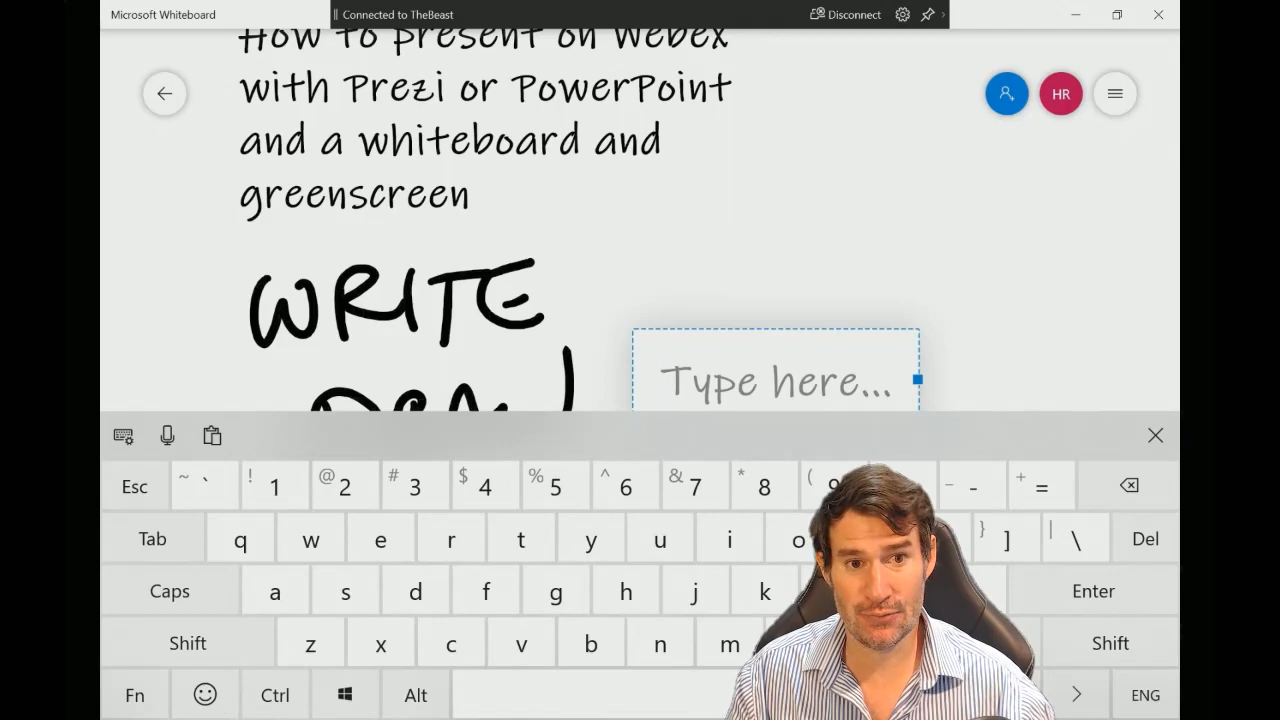 Microsoft Whiteboard
Connected to TheBeast
Disconnect
How to present on Webex
with Prezi or PowerPoint
and a whiteboard and
greenscreen
HR
WRITE
Type here...
Esc ~ ` ! 1 @ 2 # 3 $ 4 % 5 ^ 6 & 7 * 8 ( 9 _ - + =
Tab q w e r t y u i o } ] | \ Del
Caps a s d f g h j k Enter
Shift z x c v b n m Shift
Fn Ctrl Alt > ENG